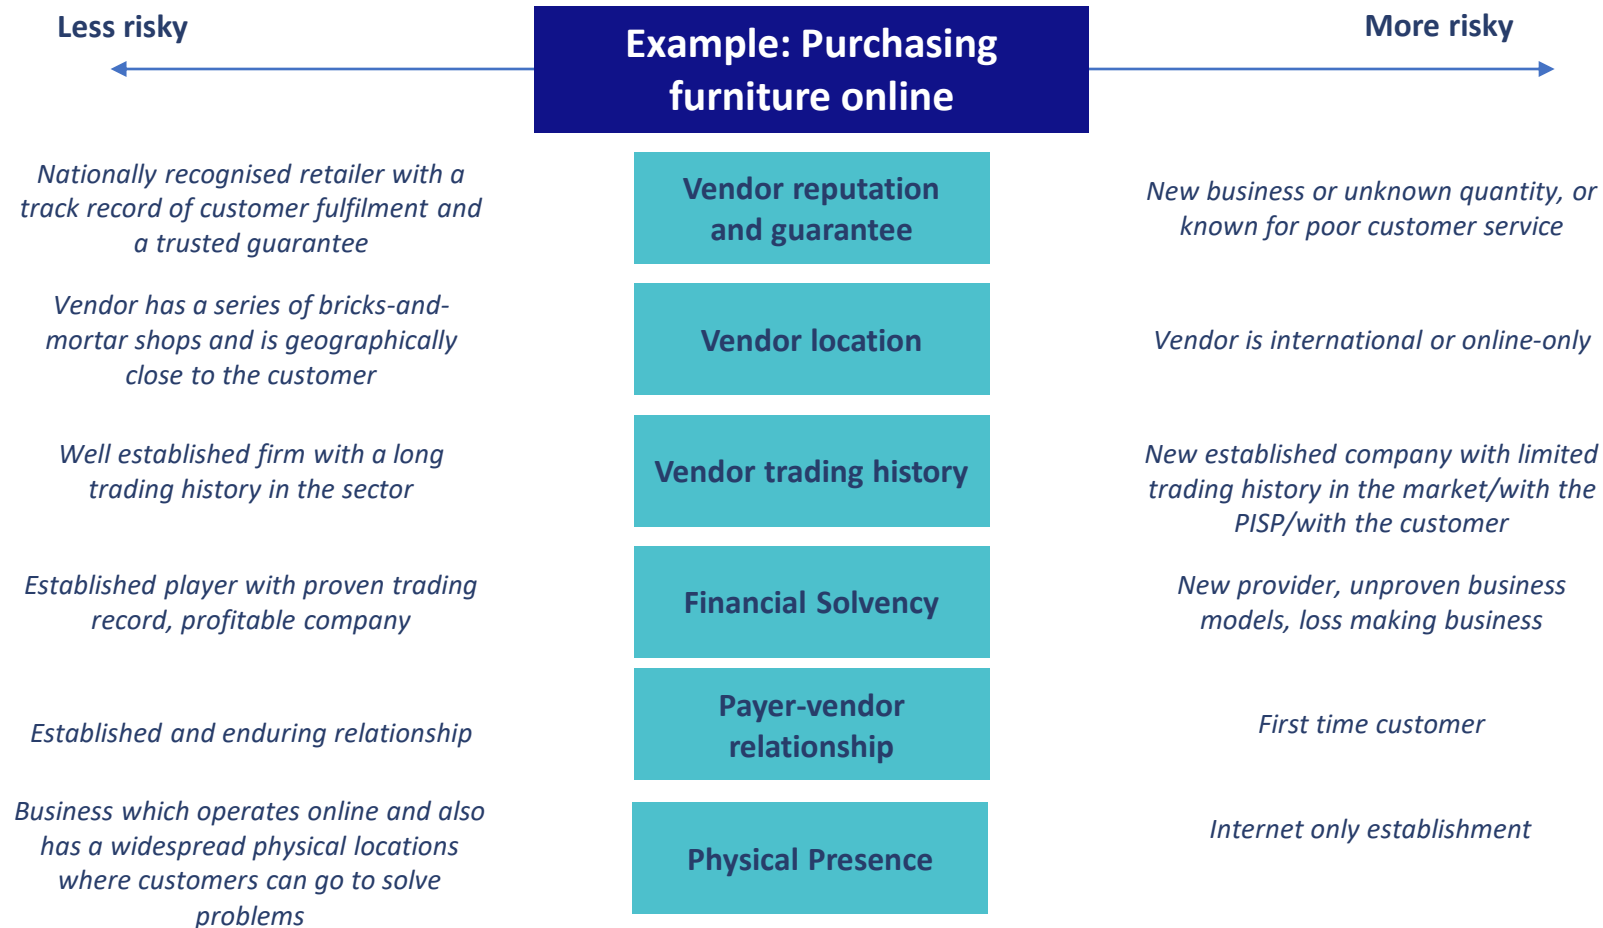 Less risky
Example: Purchasing
furniture online
More risky
Nationally recognised retailer with a
track record of customer fulfilment and
a trusted guarantee
Vendor reputation
and guarantee
New business or unknown quantity, or
known for poor customer service
Vendor has a series of bricks-and-
mortar shops and is geographically
close to the customer
Vendor location
Vendor is international or online-only
Well established firm with a long
trading history in the sector
Vendor trading history
New established company with limited
trading history in the market/with the
PISP/with the customer
Established player with proven trading
record, profitable company
Financial Solvency
New provider, unproven business
models, loss making business
Established and enduring relationship
Payer-vendor
relationship
First time customer
Business which operates online and also
has a widespread physical locations
where customers can go to solve
problems
Physical Presence
Internet only establishment